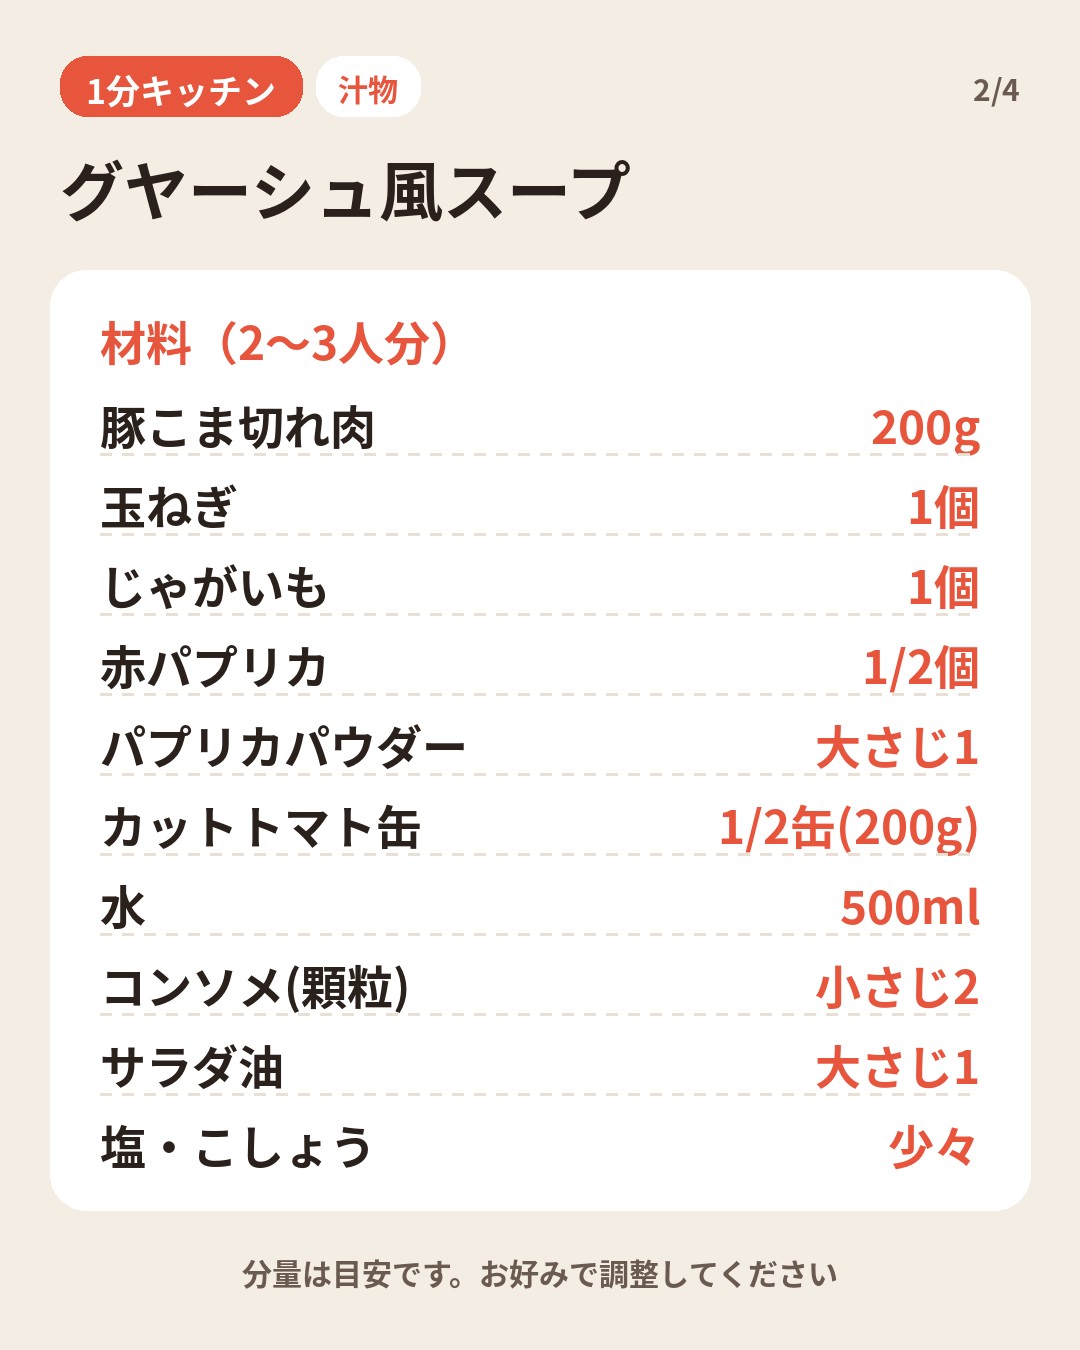 1分キッチン 汁物 2/4
グヤーシュ風スープ
材料（2〜3人分）
豚こま切れ肉 200g
玉ねぎ 1個
じゃがいも 1個
赤パプリカ 1/2個
パプリカパウダー 大さじ1
カットトマト缶 1/2缶(200g)
水 500ml
コンソメ(顆粒) 小さじ2
サラダ油 大さじ1
塩・こしょう 少々
分量は目安です。お好みで調整してください